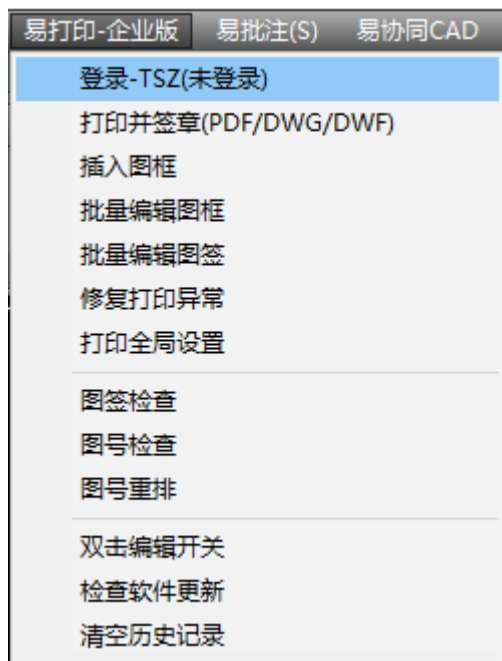 易打印-企业版 易批注(S) 易协同CAD
登录-TSZ(未登录)
打印并签章(PDF/DWG/DWF)
插入图框
批量编辑图框
批量编辑图签
修复打印异常
打印全局设置
图签检查
图号检查
图号重排
双击编辑开关
检查软件更新
清空历史记录